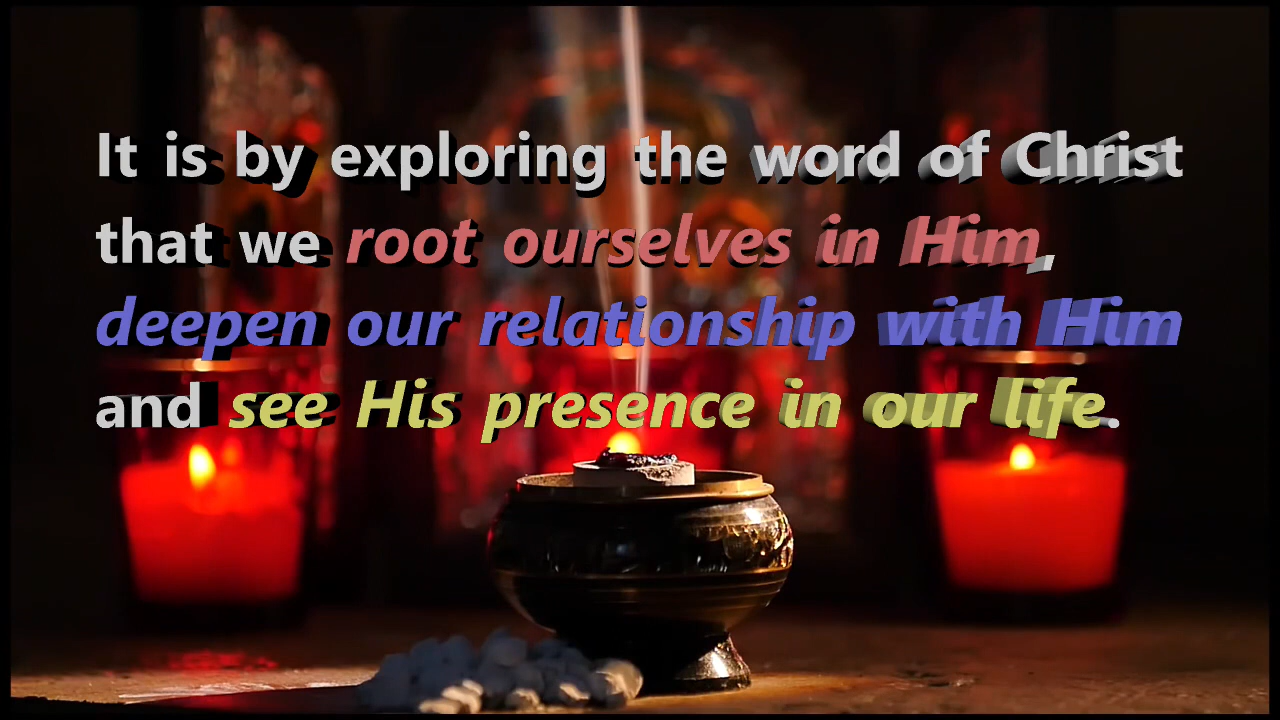 It is by exploring the word of Christ
that we root ourselves in Him,
deepen our relationship with Him
and see His presence in our life.